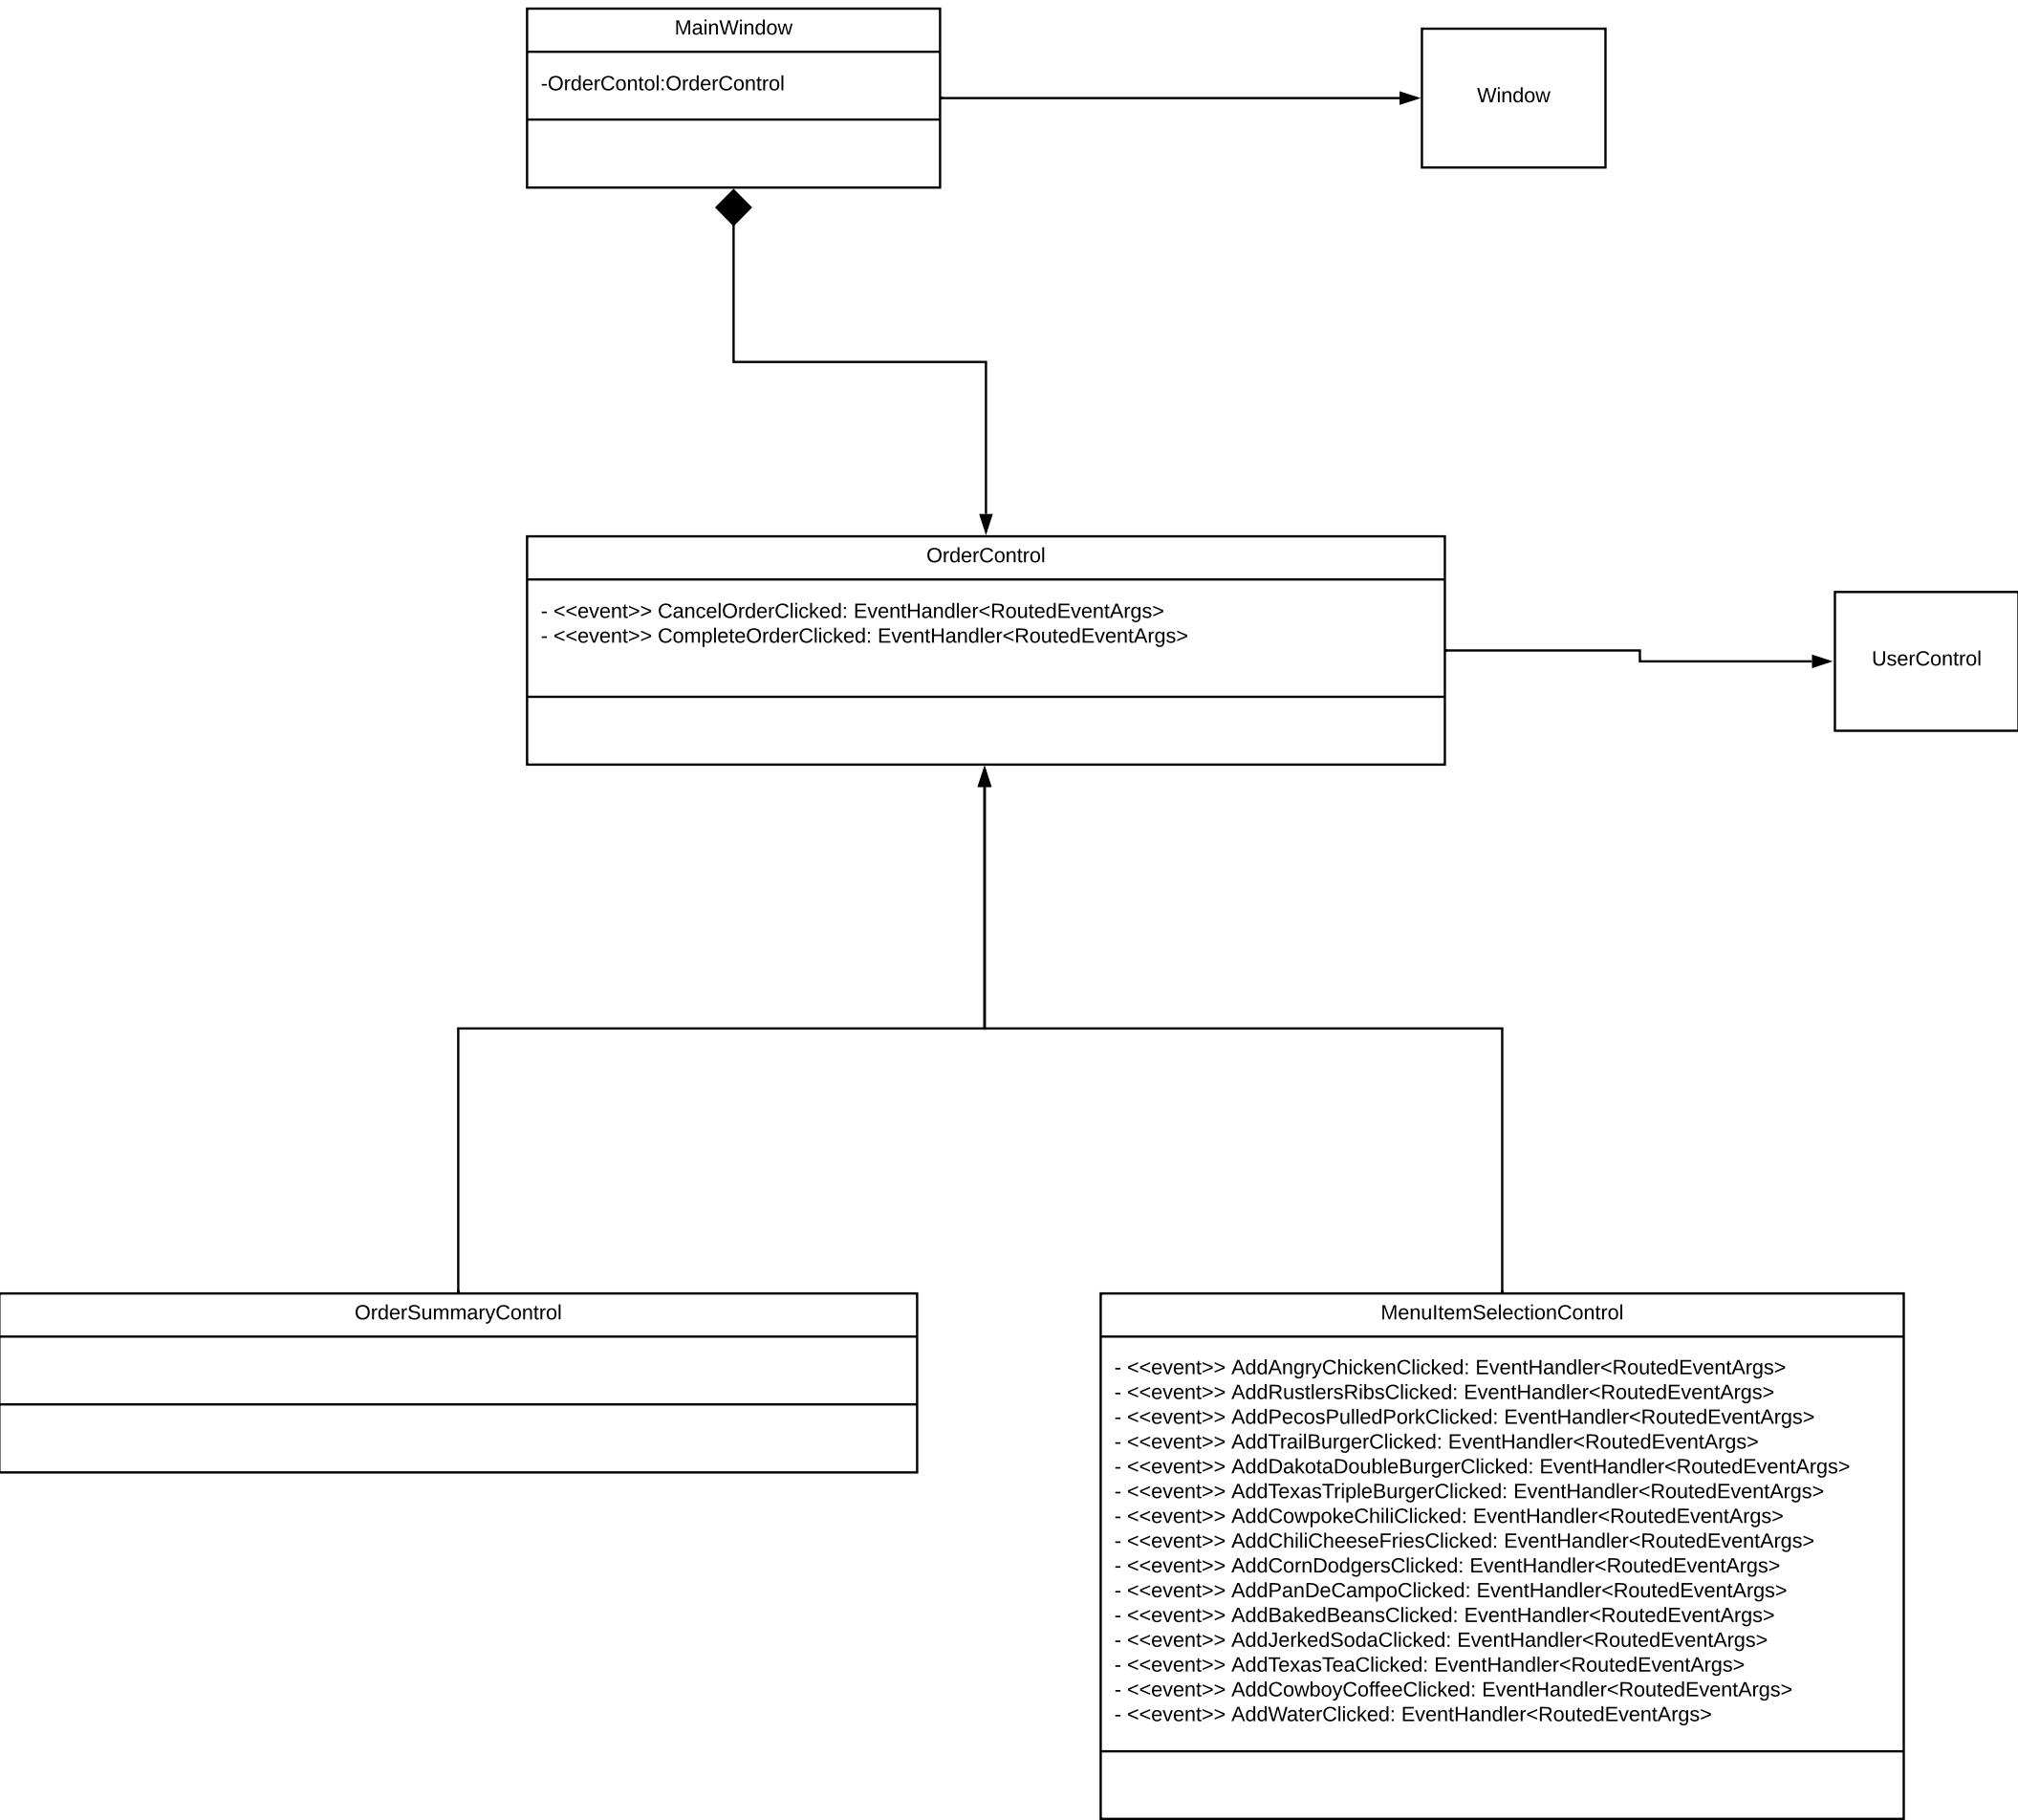 MainWindow
-OrderContol:OrderControl
Window
OrderControl
- <<event>> CancelOrderClicked: EventHandler<RoutedEventArgs>
- <<event>> CompleteOrderClicked: EventHandler<RoutedEventArgs>
UserControl
OrderSummaryControl
MenuItemSelectionControl
- <<event>> AddAngryChickenClicked: EventHandler<RoutedEventArgs>
- <<event>> AddRustlersRibsClicked: EventHandler<RoutedEventArgs>
- <<event>> AddPecosPulledPorkClicked: EventHandler<RoutedEventArgs>
- <<event>> AddTrailBurgerClicked: EventHandler<RoutedEventArgs>
- <<event>> AddDakotaDoubleBurgerClicked: EventHandler<RoutedEventArgs>
- <<event>> AddTexasTripleBurgerClicked: EventHandler<RoutedEventArgs>
- <<event>> AddCowpokeChiliClicked: EventHandler<RoutedEventArgs>
- <<event>> AddChiliCheeseFriesClicked: EventHandler<RoutedEventArgs>
- <<event>> AddCornDodgersClicked: EventHandler<RoutedEventArgs>
- <<event>> AddPanDeCampoClicked: EventHandler<RoutedEventArgs>
- <<event>> AddBakedBeansClicked: EventHandler<RoutedEventArgs>
- <<event>> AddJerkedSodaClicked: EventHandler<RoutedEventArgs>
- <<event>> AddTexasTeaClicked: EventHandler<RoutedEventArgs>
- <<event>> AddCowboyCoffeeClicked: EventHandler<RoutedEventArgs>
- <<event>> AddWaterClicked: EventHandler<RoutedEventArgs>